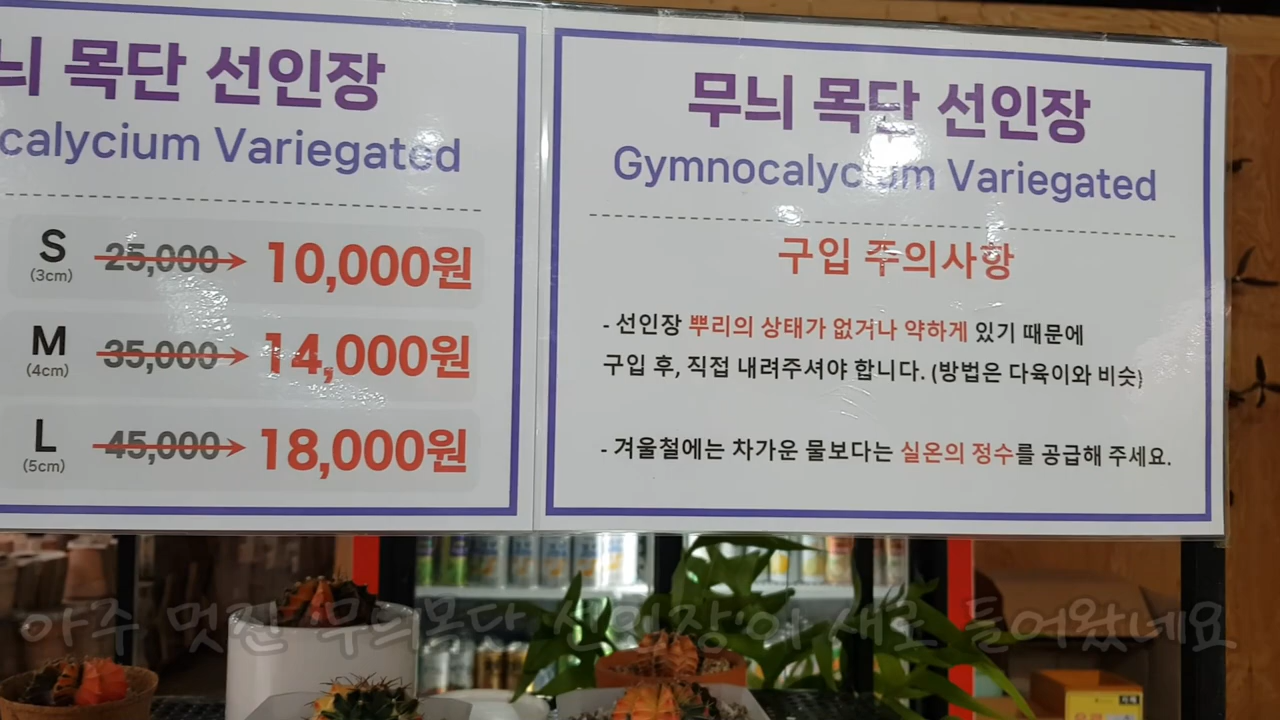 늬 목단 선인장
calycium Variegated
S
(3cm)
25,000
10,000원
M
(4cm)
35,000
14,000원
L
(5cm)
45,000
18,000원
무늬 목단 선인장
Gymnocalycium Variegated
구입 주의사항
- 선인장 뿌리의 상태가 없거나 약하게 있기 때문에
구입 후, 직접 내려주셔야 합니다. (방법은 다육이와 비슷)
- 겨울철에는 차가운 물보다는 실온의 정수를 공급해 주세요.
아주 멋진 '무늬목단 선인장'이 새로 들어왔네요